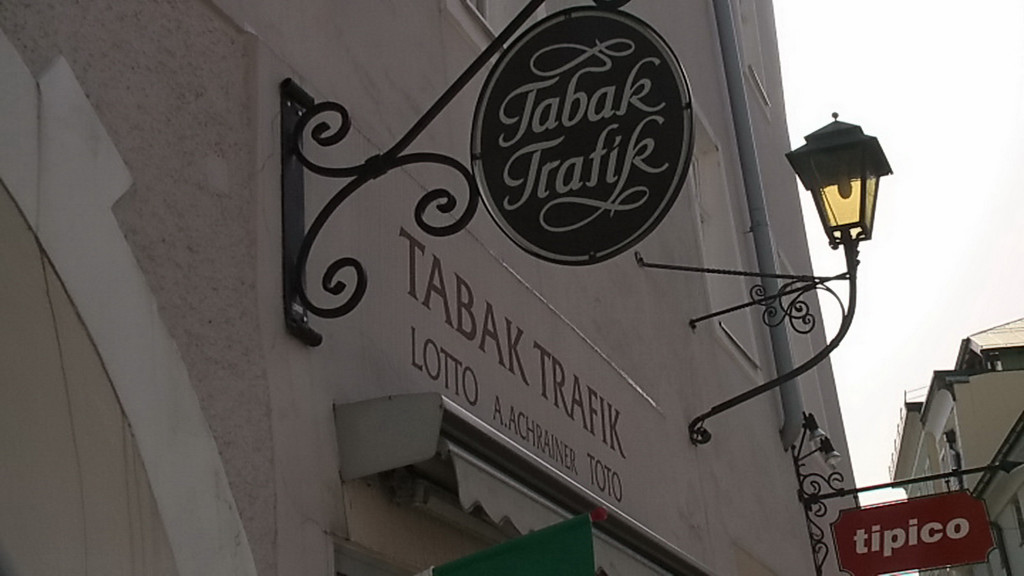 Tabak
Trafik
TABAK TRAFIK
LOTTO A.ACHRAINER TOTO
tipico